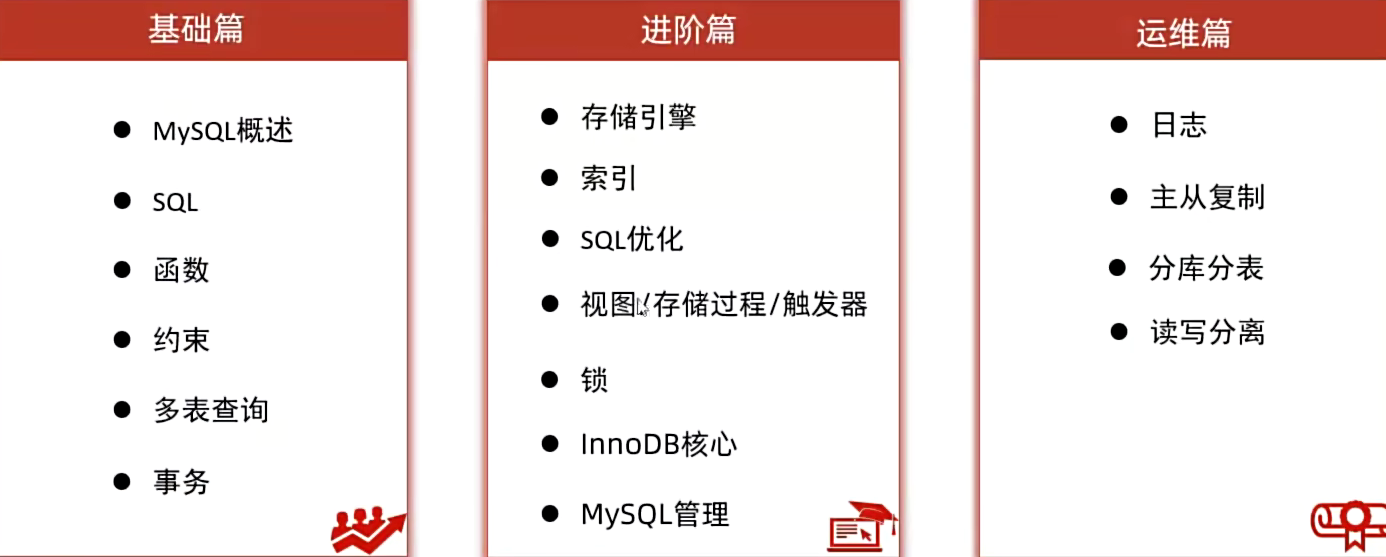 基础篇
MySQL概述
SQL
函数
约束
多表查询
事务
进阶篇
存储引擎
索引
SQL优化
视图/存储过程/触发器
锁
InnoDB核心
MySQL管理
运维篇
日志
主从复制
分库分表
读写分离